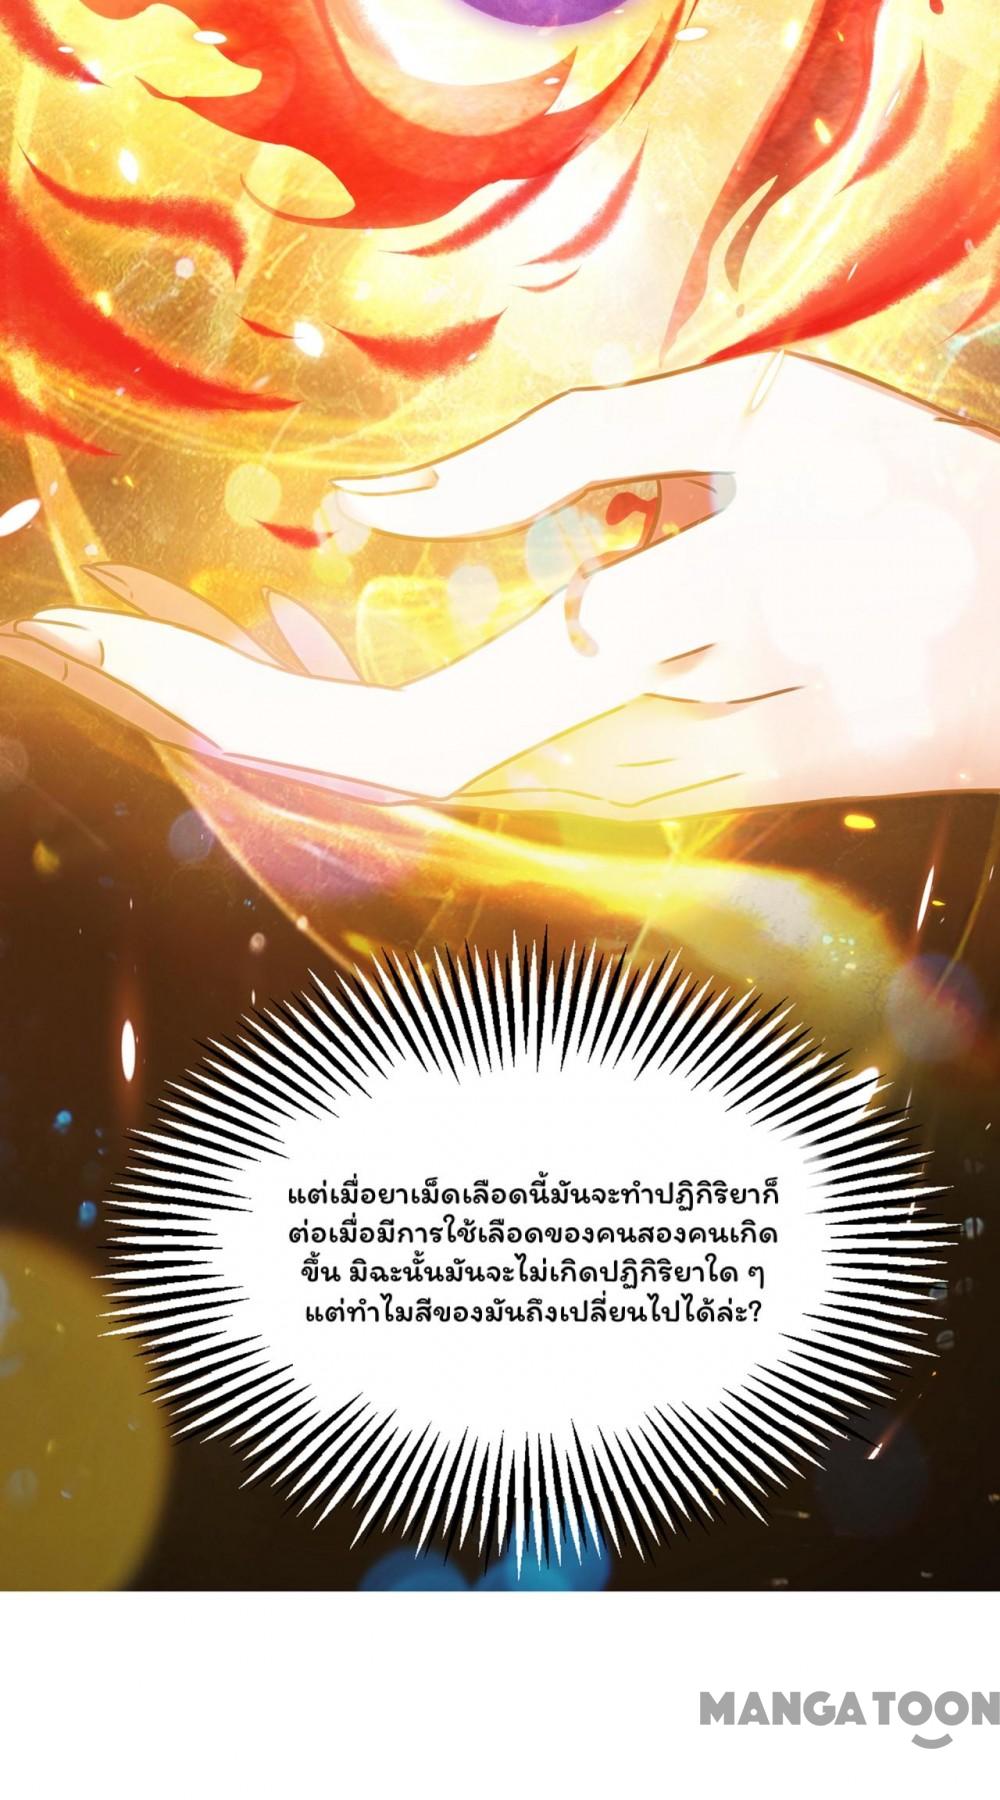 แต่เมื่อยาเม็ดเลือดนี้มันจะทำปฏิกิริยาก็
ต่อเมื่อมีการใช้เลือดของคนสองคนเกิด
ขึ้น มิฉะนั้นมันจะไม่เกิดปฏิกิริยาใด ๆ
แต่ทำไมสีของมันถึงเปลี่ยนไปได้ล่ะ?
MANGATOON